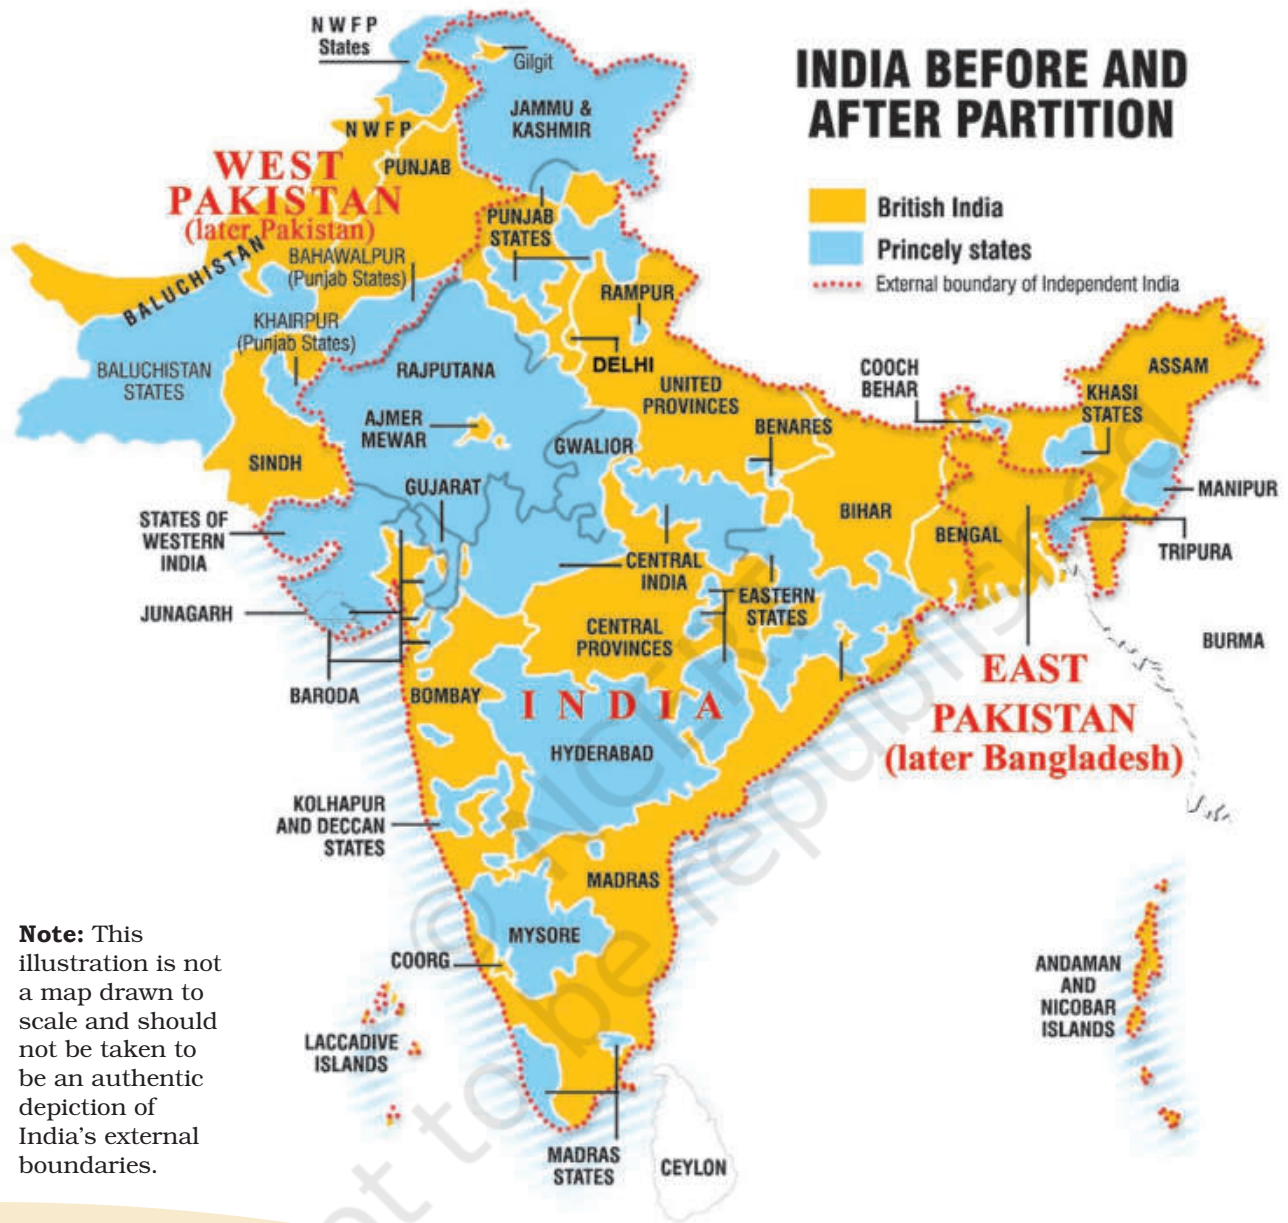 INDIA BEFORE AND
AFTER PARTITION
British India
Princely states
External boundary of Independent India
N W F P
States
Gilgit
JAMMU &
KASHMIR
N W F P
PUNJAB
WEST
PAKISTAN
(later Pakistan)
PUNJAB
STATES
BALUCHISTAN
BAHAWALPUR
(Punjab States)
RAMPUR
KHAIRPUR
(Punjab States)
BALUCHISTAN
STATES
RAJPUTANA
DELHI
UNITED
PROVINCES
COOCH
BEHAR
ASSAM
KHASI
STATES
AJMER
MEWAR
GWALIOR
BENARES
SINDH
GUJARAT
MANIPUR
STATES OF
WESTERN
INDIA
BIHAR
BENGAL
TRIPURA
CENTRAL
INDIA
EASTERN
STATES
JUNAGARH
CENTRAL
PROVINCES
BURMA
BARODA
BOMBAY
INDIA
EAST
PAKISTAN
(later Bangladesh)
HYDERABAD
KOLHAPUR
AND DECCAN
STATES
MADRAS
MYSORE
COORG
Note: This
illustration is not
a map drawn to
scale and should
not be taken to
be an authentic
depiction of
India's external
boundaries.
LACCADIVE
ISLANDS
ANDAMAN
AND
NICOBAR
ISLANDS
MADRAS
STATES
CEYLON
© NCERT
not to be republished